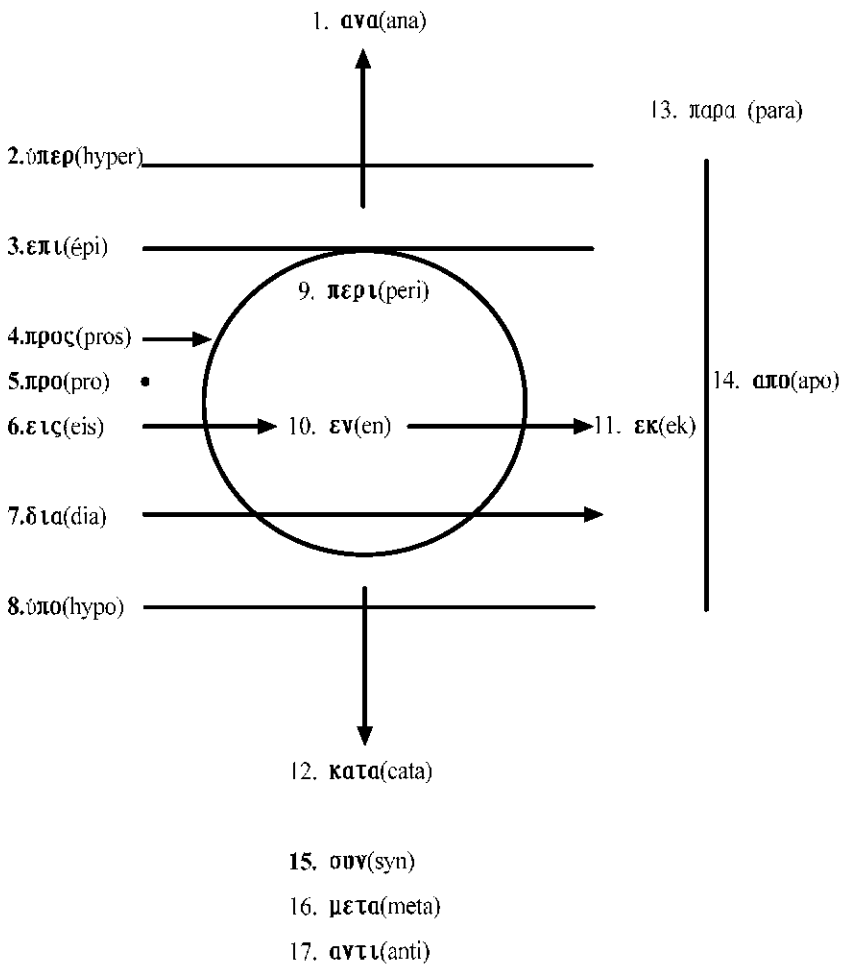 1. ανα(ana)
13. παρα (para)
2.ὑπερ(hyper)
3.επι(épi)
9. περι(peri)
4.προς(pros)
5.προ(pro)
14. απο(apo)
6.εις(eis)
10. εν(en)
11. εκ(ek)
7.δια(dia)
8.ὑπο(hypo)
12. κατα(cata)
15. συν(syn)
16. μετα(meta)
17. αντι(anti)